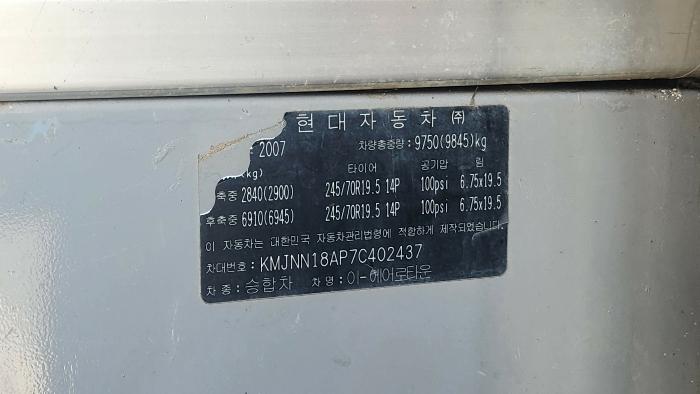 현대자동차 ㈜
2007 차량총중량: 9750(9845)kg
kg) 타이어 공기압 림
축중 2840(2900) 245/70R19.5 14P 100psi 6.75x19.5
후축중 6910(6945) 245/70R19.5 14P 100psi 6.75x19.5
이 자동차는 대한민국 자동차관리법령에 적합하게 제작되었습니다.
차대번호: KMJNN18AP7C402437
차종: 승합차 차명: 이-에어로타운